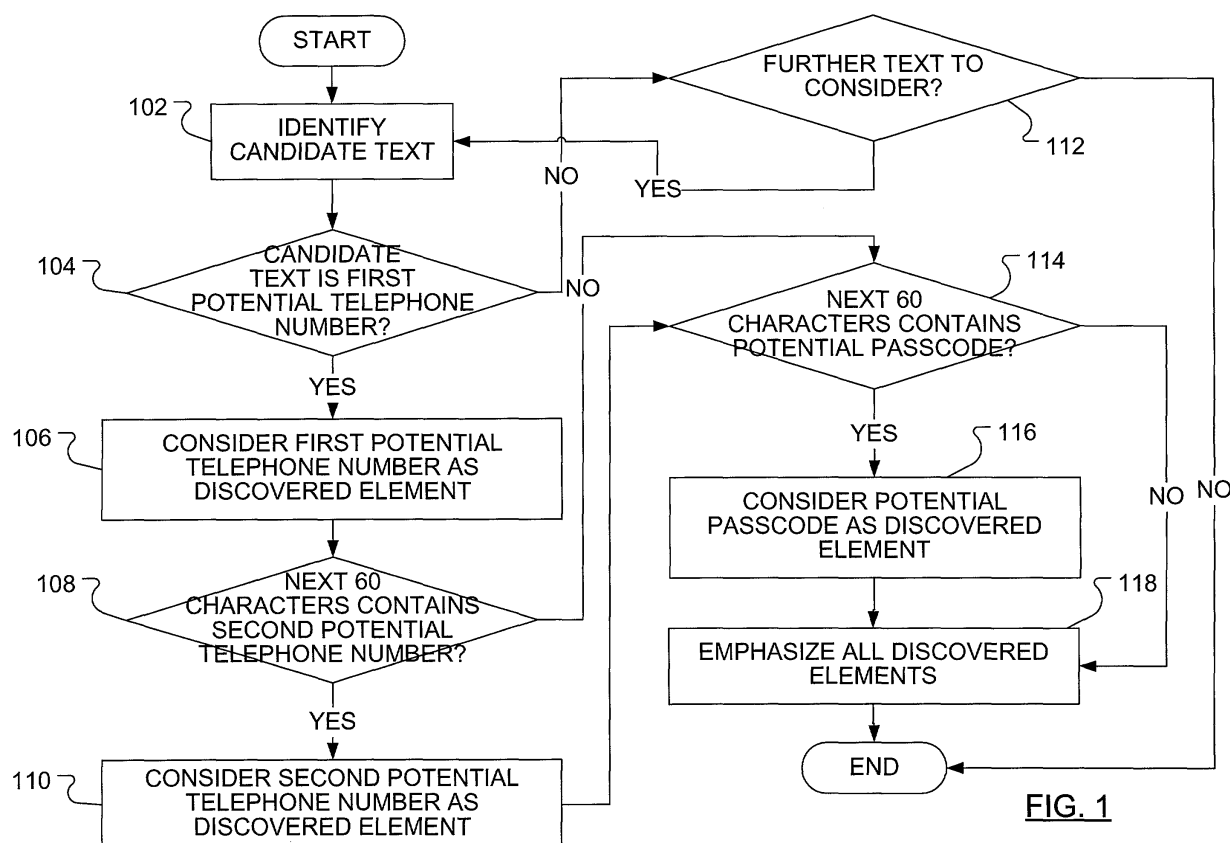 START
102
IDENTIFY
CANDIDATE TEXT
104
CANDIDATE
TEXT IS FIRST
POTENTIAL TELEPHONE
NUMBER?
YES
NO
106
CONSIDER FIRST POTENTIAL
TELEPHONE NUMBER AS
DISCOVERED ELEMENT
108
NEXT 60
CHARACTERS CONTAINS
SECOND POTENTIAL
TELEPHONE NUMBER?
YES
NO
110
CONSIDER SECOND POTENTIAL
TELEPHONE NUMBER AS
DISCOVERED ELEMENT
FURTHER TEXT TO
CONSIDER?
112
YES
NO
114
NEXT 60
CHARACTERS CONTAINS
POTENTIAL PASSCODE?
YES
NO
116
CONSIDER POTENTIAL
PASSCODE AS DISCOVERED
ELEMENT
118
EMPHASIZE ALL DISCOVERED
ELEMENTS
END
FIG. 1